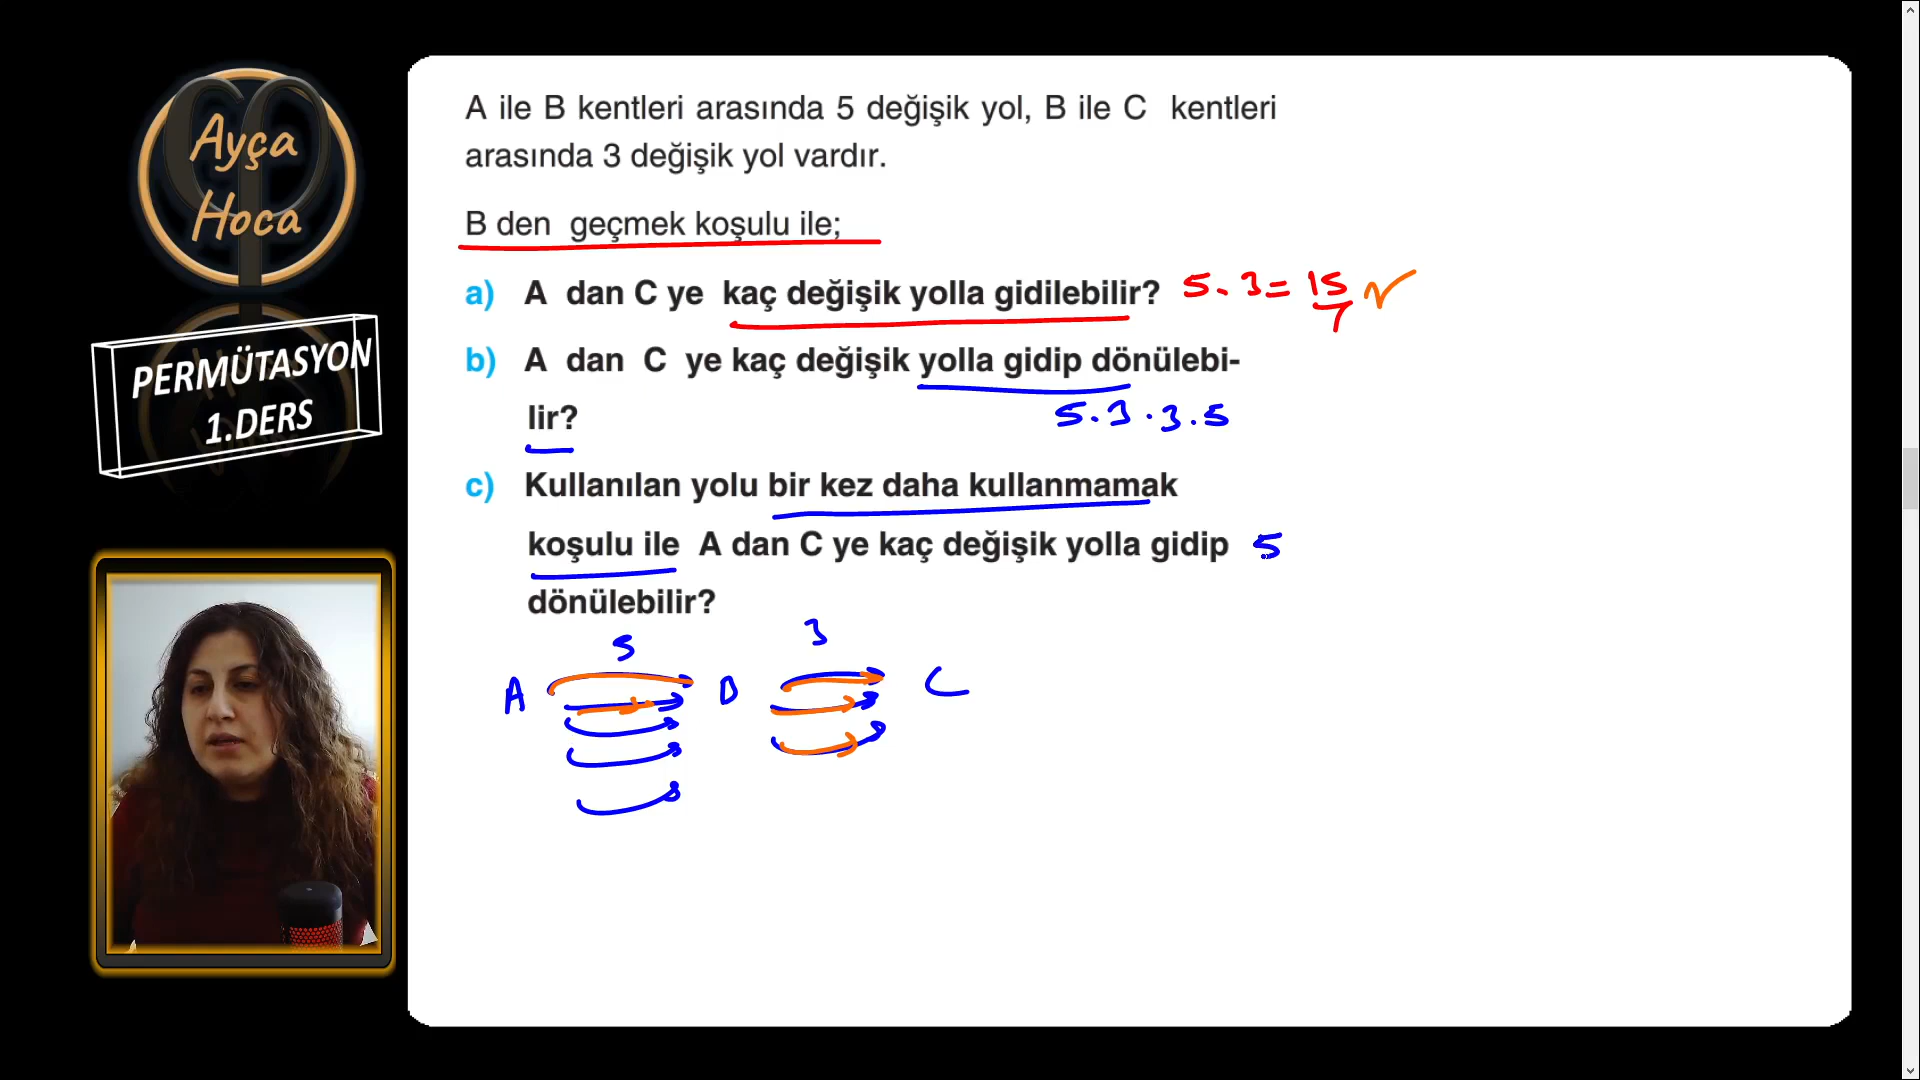 Ayça
Hoca
PERMÜTASYON
1.DERS
A ile B kentleri arasında 5 değişik yol, B ile C kentleri
arasında 3 değişik yol vardır.
B den geçmek koşulu ile;
a) A dan C ye kaç değişik yolla gidilebilir? 5.3=15
b) A dan C ye kaç değişik yolla gidip dönülebi-
lir? 5.3.3.5
c) Kullanılan yolu bir kez daha kullanmamak
koşulu ile A dan C ye kaç değişik yolla gidip 5
dönülebilir?
5 3
A B C